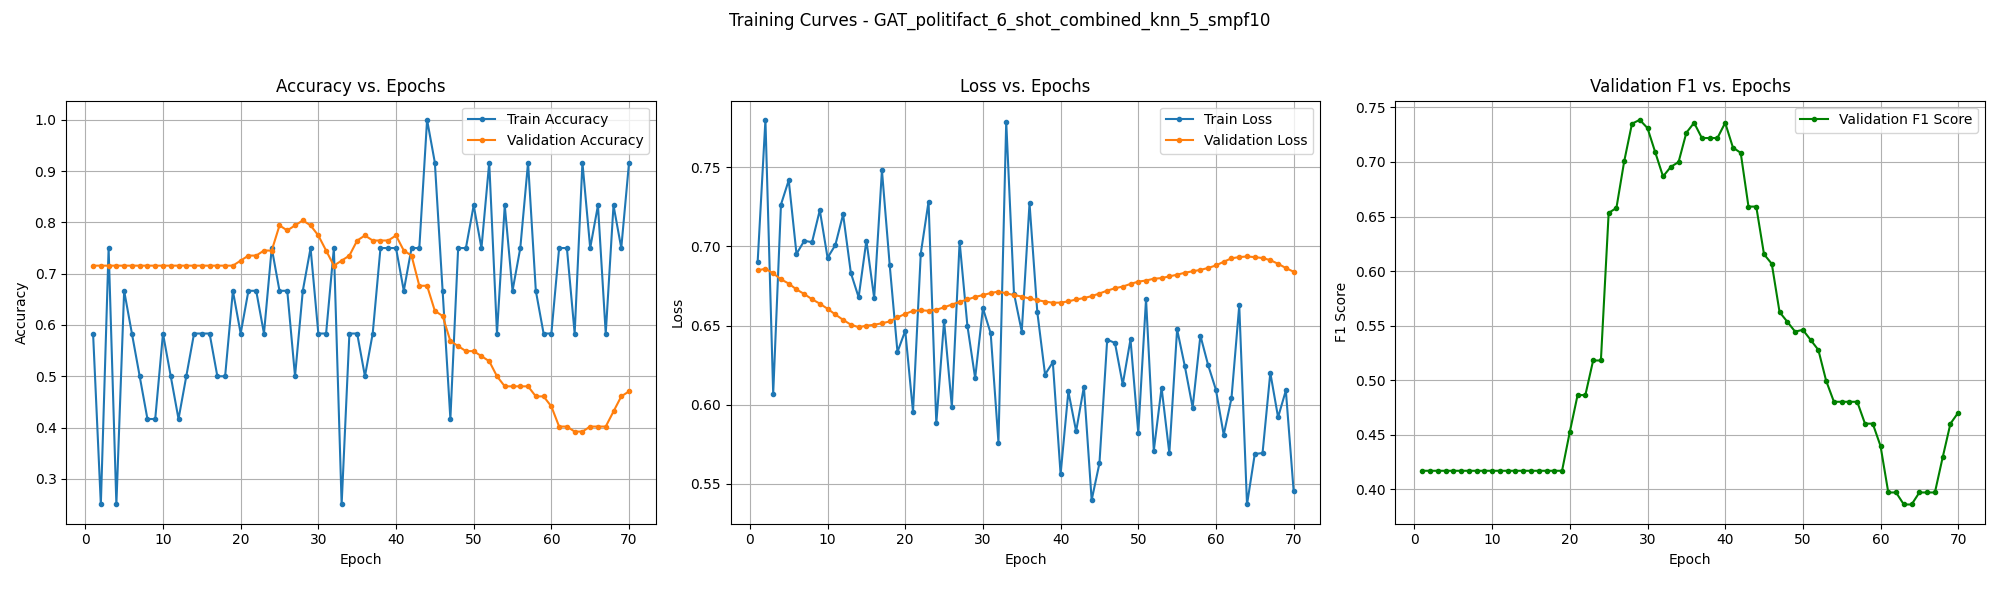 Training Curves - GAT_politifact_6_shot_combined_knn_5_smpf10
Accuracy vs. Epochs
Train Accuracy
Validation Accuracy
1.0
0.9
0.8
0.7
0.6
0.5
0.4
0.3
Accuracy
0 10 20 30 40 50 60 70
Epoch
Loss vs. Epochs
Train Loss
Validation Loss
0.75
0.70
0.65
0.60
0.55
Loss
0 10 20 30 40 50 60 70
Epoch
Validation F1 vs. Epochs
Validation F1 Score
0.75
0.70
0.65
0.60
0.55
0.50
0.45
0.40
F1 Score
0 10 20 30 40 50 60 70
Epoch